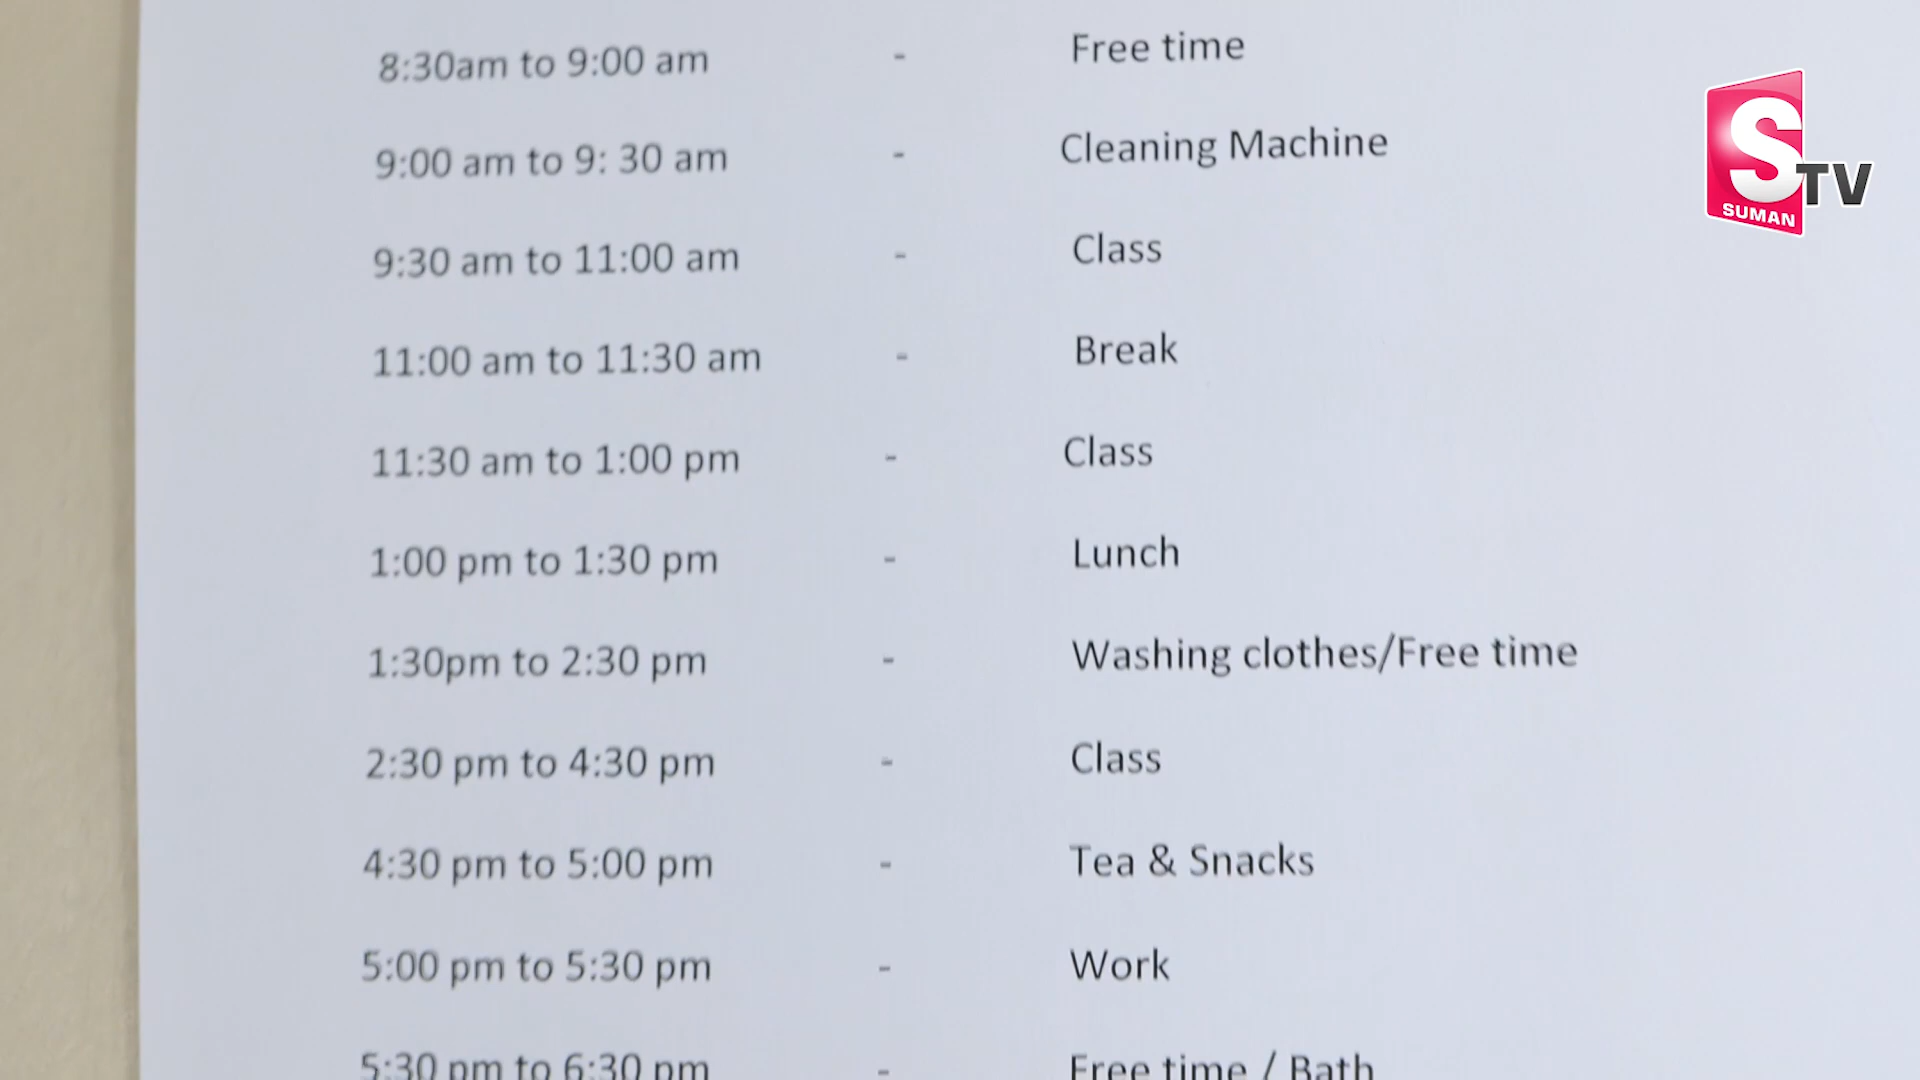 8:30am to 9:00 am - Free time
9:00 am to 9: 30 am - Cleaning Machine
9:30 am to 11:00 am - Class
11:00 am to 11:30 am - Break
11:30 am to 1:00 pm - Class
1:00 pm to 1:30 pm - Lunch
1:30pm to 2:30 pm - Washing clothes/Free time
2:30 pm to 4:30 pm - Class
4:30 pm to 5:00 pm - Tea & Snacks
5:00 pm to 5:30 pm - Work
5:30 pm to 6:30 pm - Free time / Bath
S TV
SUMAN